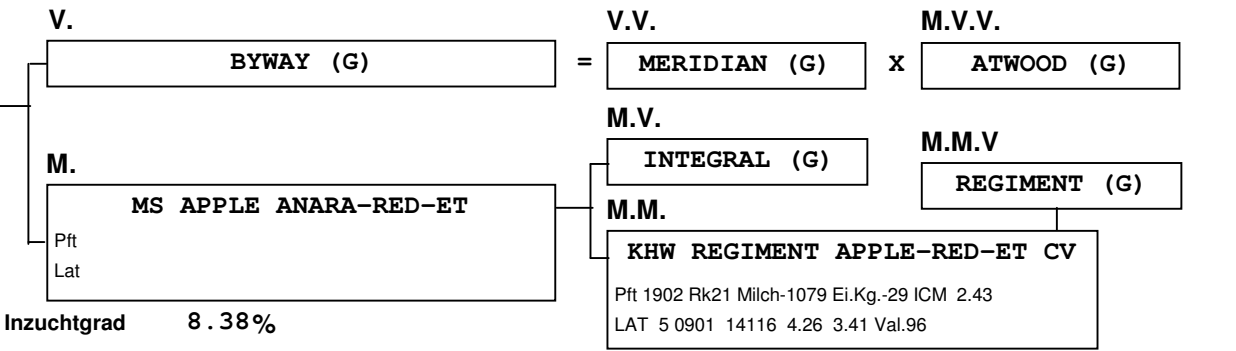 V.
BYWAY (G)
=
V.V.
MERIDIAN (G)
X
M.V.V.
ATWOOD (G)
M.
MS APPLE ANARA-RED-ET
Pft
Lat
M.V.
INTEGRAL (G)
M.M.V
REGIMENT (G)
M.M.
KHW REGIMENT APPLE-RED-ET CV
Pft 1902 Rk21 Milch-1079 Ei.Kg.-29 ICM 2.43
LAT 5 0901 14116 4.26 3.41 Val.96
Inzuchtgrad 8.38%